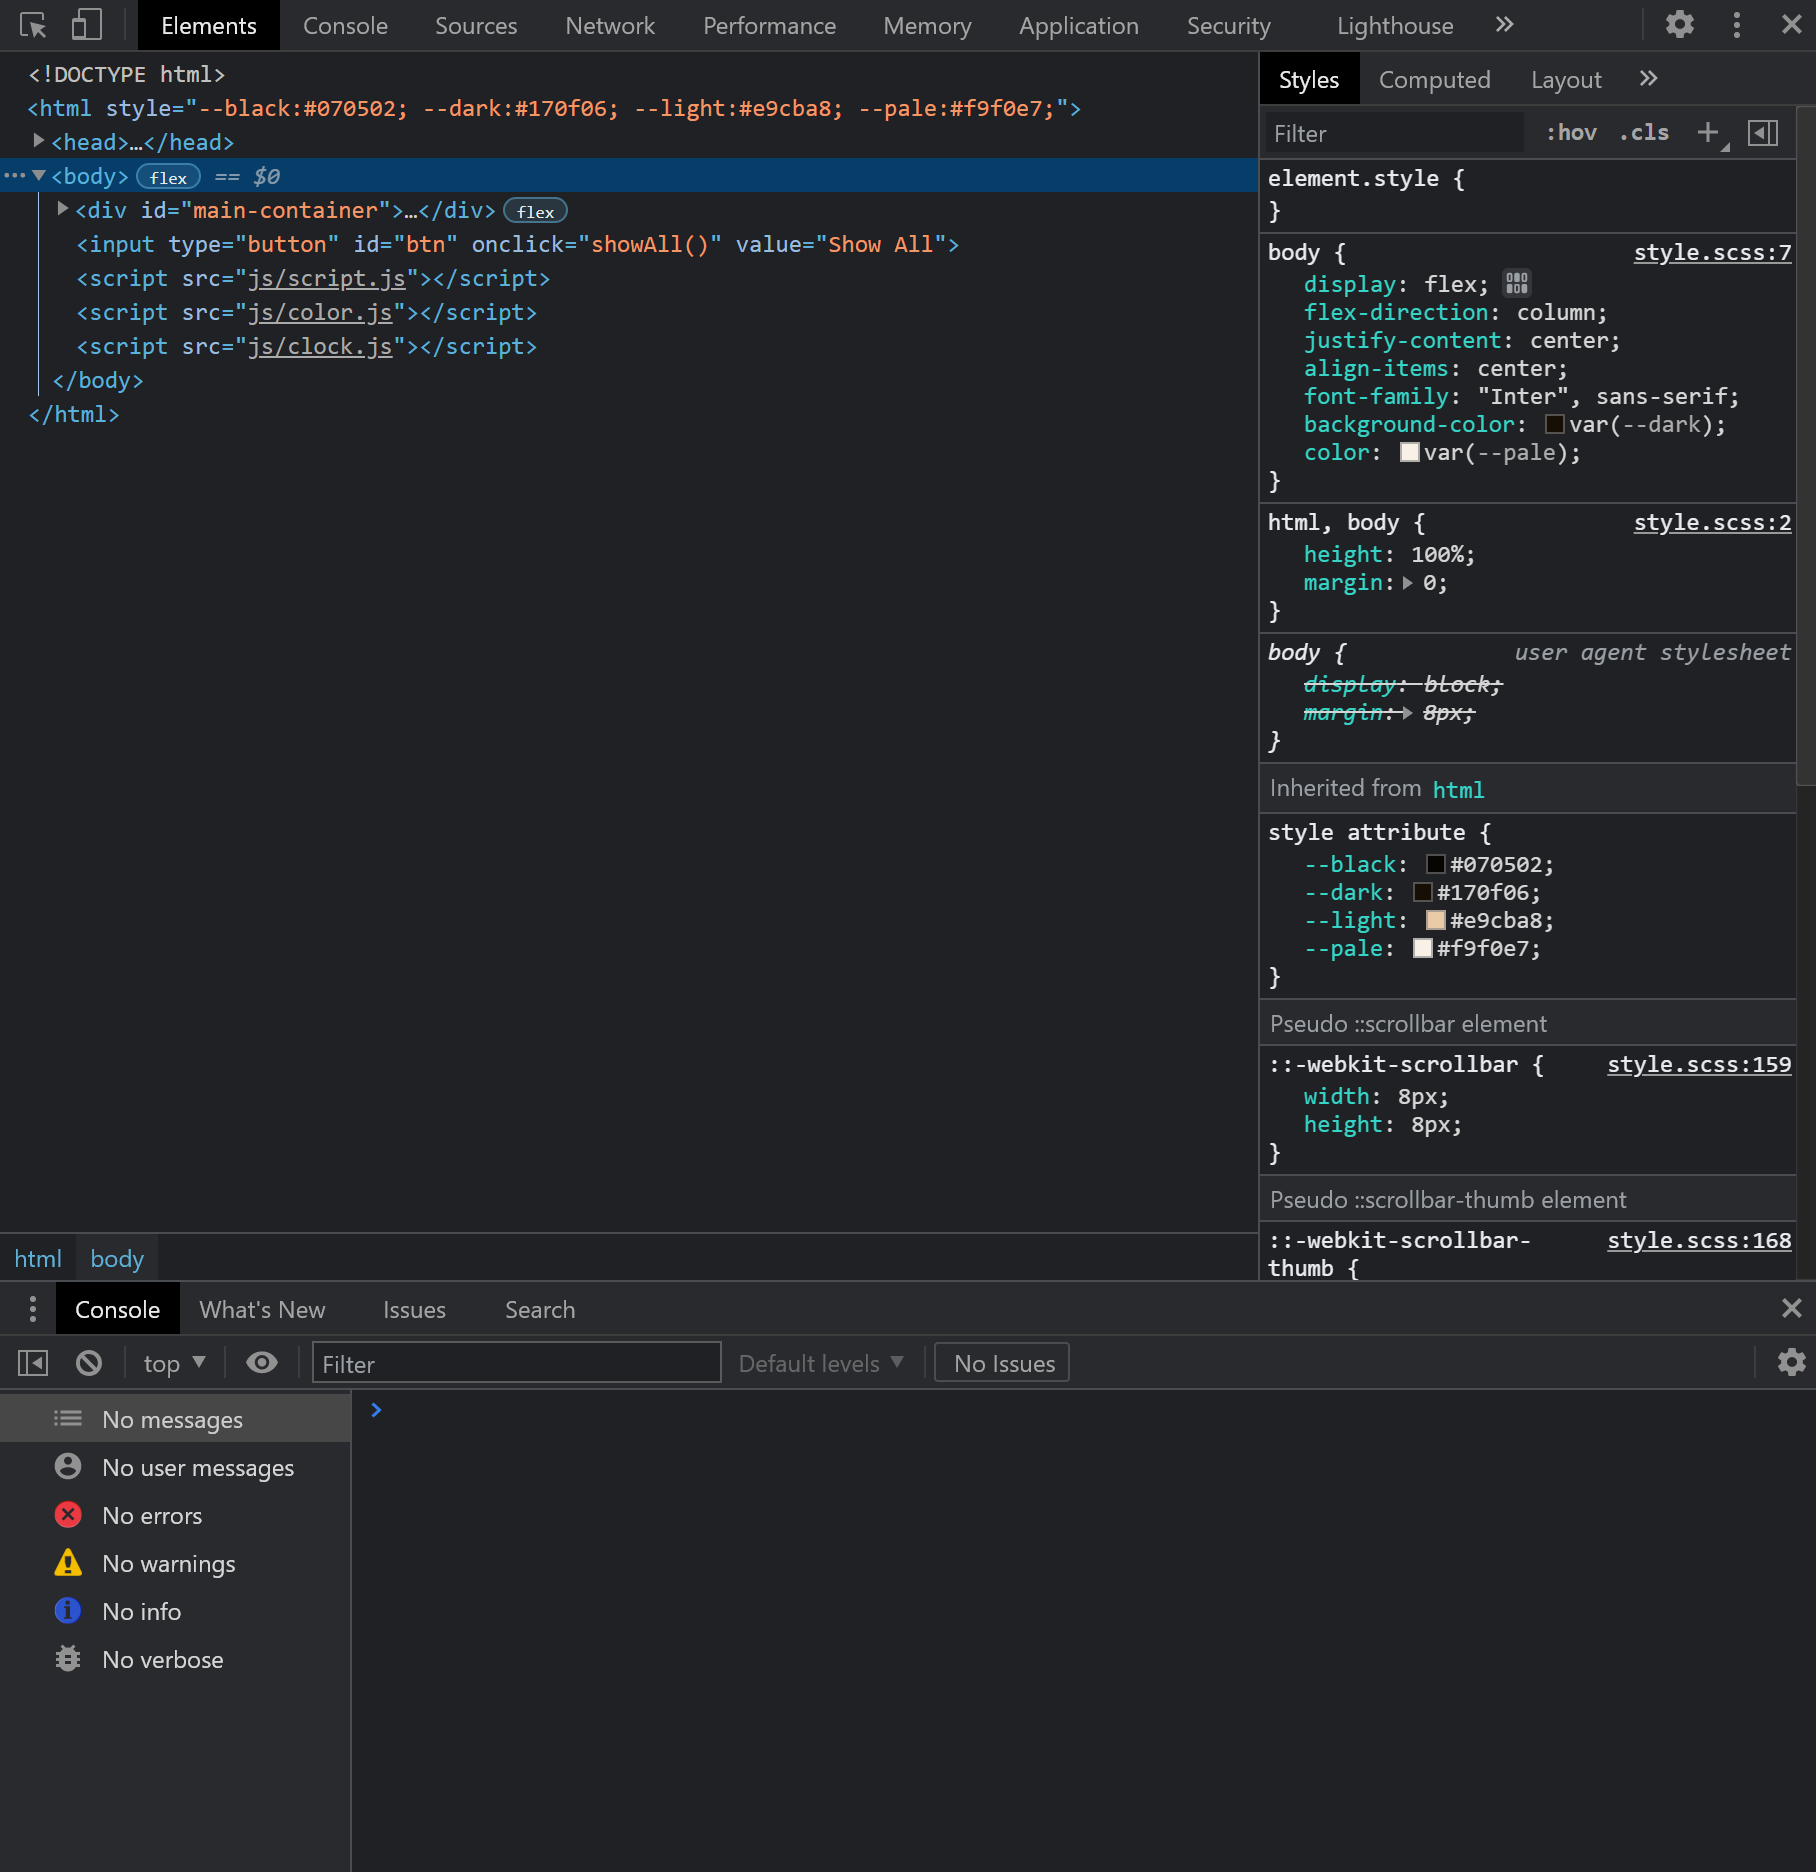 Elements Console Sources Network Performance Memory Application Security Lighthouse
<!DOCTYPE html>
<html style="--black:#070502; --dark:#170f06; --light:#e9cba8; --pale:#f9f0e7;">
<head>…</head>
<body> flex == $0
<div id="main-container">…</div> flex
<input type="button" id="btn" onclick="showAll()" value="Show All">
<script src="js/script.js"></script>
<script src="js/color.js"></script>
<script src="js/clock.js"></script>
</body>
</html>
html body
Styles Computed Layout
Filter :hov .cls
element.style {
}
body { style.scss:7
display: flex;
flex-direction: column;
justify-content: center;
align-items: center;
font-family: "Inter", sans-serif;
background-color: var(--dark);
color: var(--pale);
}
html, body { style.scss:2
height: 100%;
margin: 0;
}
body { user agent stylesheet
display: block;
margin: 8px;
}
Inherited from html
style attribute {
--black: #070502;
--dark: #170f06;
--light: #e9cba8;
--pale: #f9f0e7;
}
Pseudo ::scrollbar element
::-webkit-scrollbar { style.scss:159
width: 8px;
height: 8px;
}
Pseudo ::scrollbar-thumb element
::-webkit-scrollbar- style.scss:168
thumb {
Console What's New Issues Search
top Filter Default levels No Issues
No messages
No user messages
No errors
No warnings
No info
No verbose